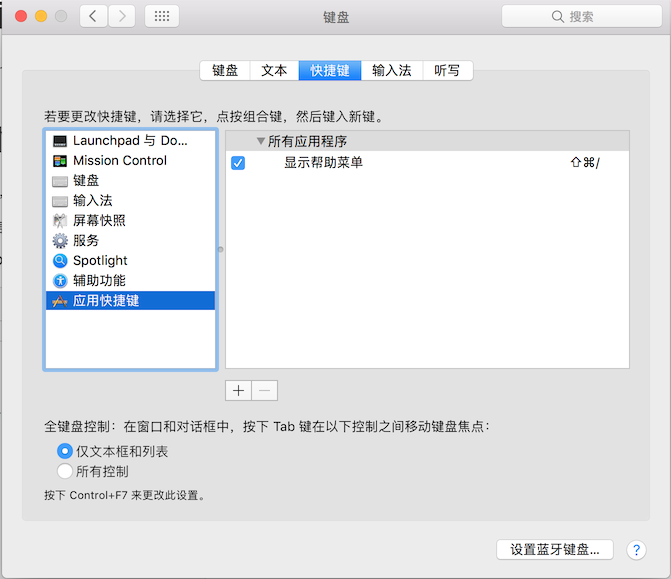 键盘
搜索
键盘
文本
快捷键
输入法
听写
若要更改快捷键，请选择它，点按组合键，然后键入新键。
Launchpad 与 Do...
Mission Control
键盘
输入法
屏幕快照
服务
Spotlight
辅助功能
应用快捷键
所有应用程序
显示帮助菜单 ⇧⌘/
全键盘控制：在窗口和对话框中，按下 Tab 键在以下控制之间移动键盘焦点：
仅文本框和列表
所有控制
按下 Control+F7 来更改此设置。
设置蓝牙键盘...
?